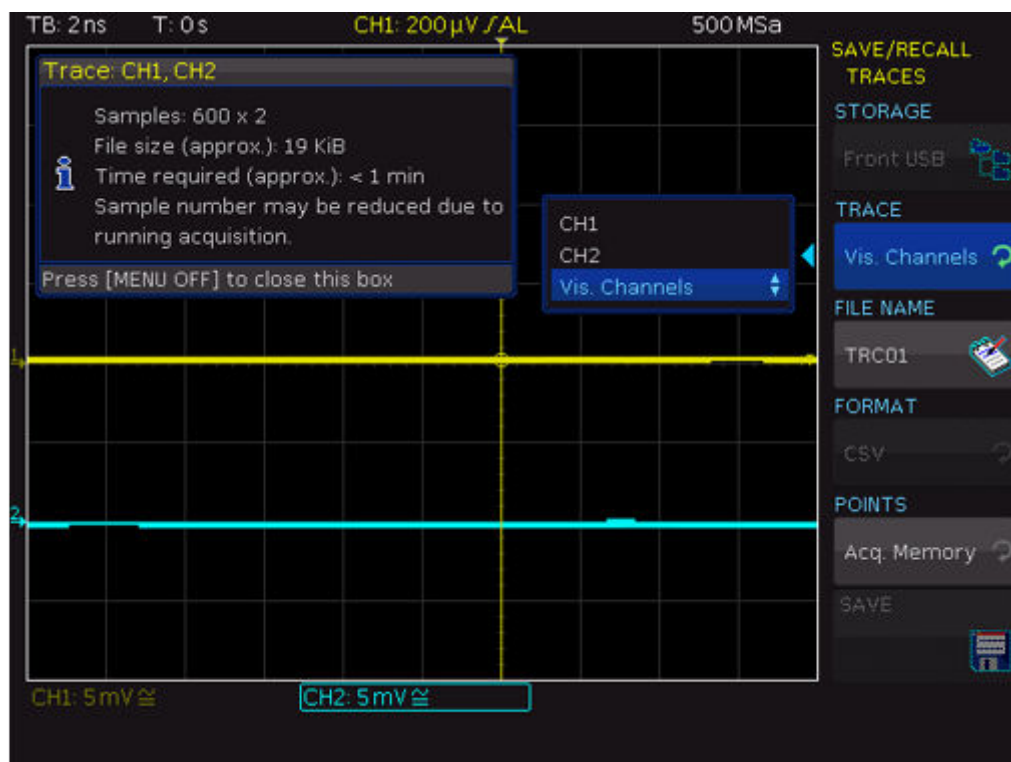 TB: 2ns T: 0s CH1: 200µV AL 500MSa
Trace: CH1, CH2
Samples: 600 x 2
File size (approx.): 19 KiB
Time required (approx.): < 1 min
Sample number may be reduced due to
running acquisition.
Press [MENU OFF] to close this box
CH1
CH2
Vis. Channels
1
2
CH1: 5mV≅
CH2: 5mV≅
SAVE/RECALL
TRACES
STORAGE
Front USB
TRACE
Vis. Channels
FILE NAME
TRC01
FORMAT
CSV
POINTS
Acq. Memory
SAVE